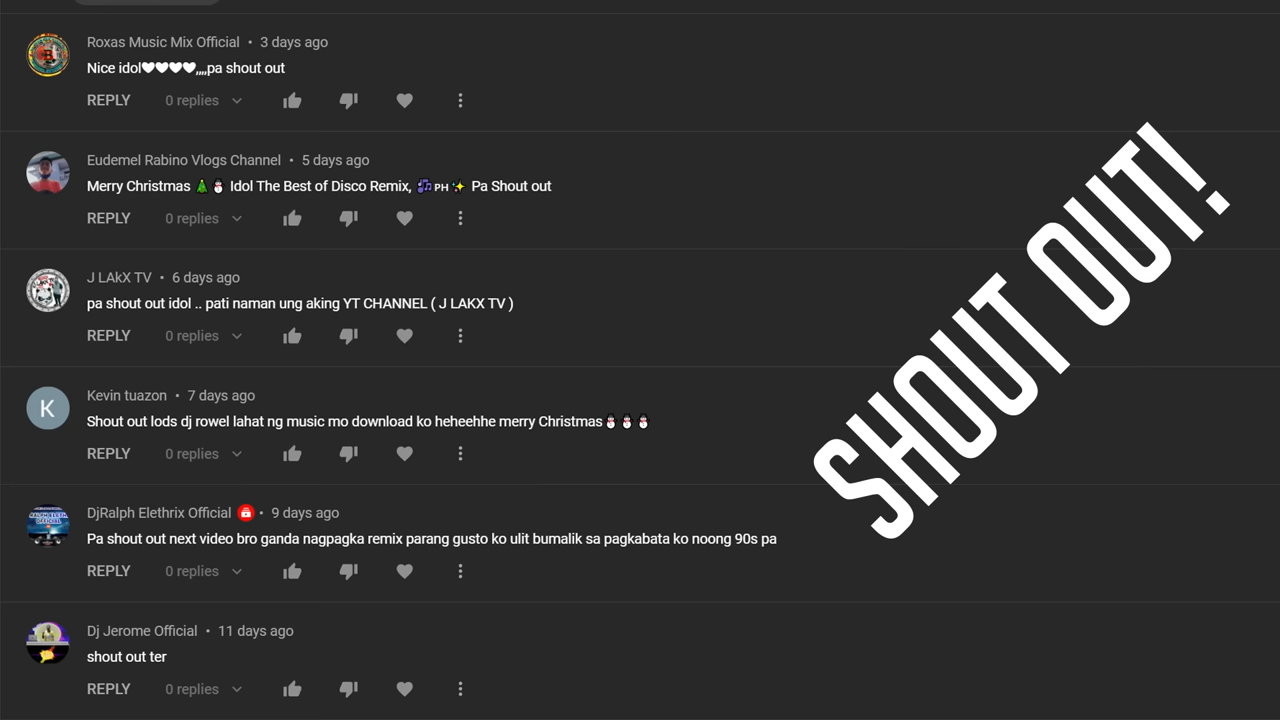 Roxas Music Mix Official • 3 days ago
Nice idol🤍🤍🤍🤍,,,,pa shout out
REPLY 0 replies
Eudemel Rabino Vlogs Channel • 5 days ago
Merry Christmas 🎄⛄ Idol The Best of Disco Remix, 🎶PH✨ Pa Shout out
REPLY 0 replies
J LAkX TV • 6 days ago
pa shout out idol .. pati naman ung aking YT CHANNEL ( J LAKX TV )
REPLY 0 replies
K
Kevin tuazon • 7 days ago
Shout out lods dj rowel lahat ng music mo download ko heheehhe merry Christmas⛄⛄⛄
REPLY 0 replies
DjRalph Elethrix Official • 9 days ago
Pa shout out next video bro ganda nagpagka remix parang gusto ko ulit bumalik sa pagkabata ko noong 90s pa
REPLY 0 replies
Dj Jerome Official • 11 days ago
shout out ter
REPLY 0 replies
SHOUT OUT!